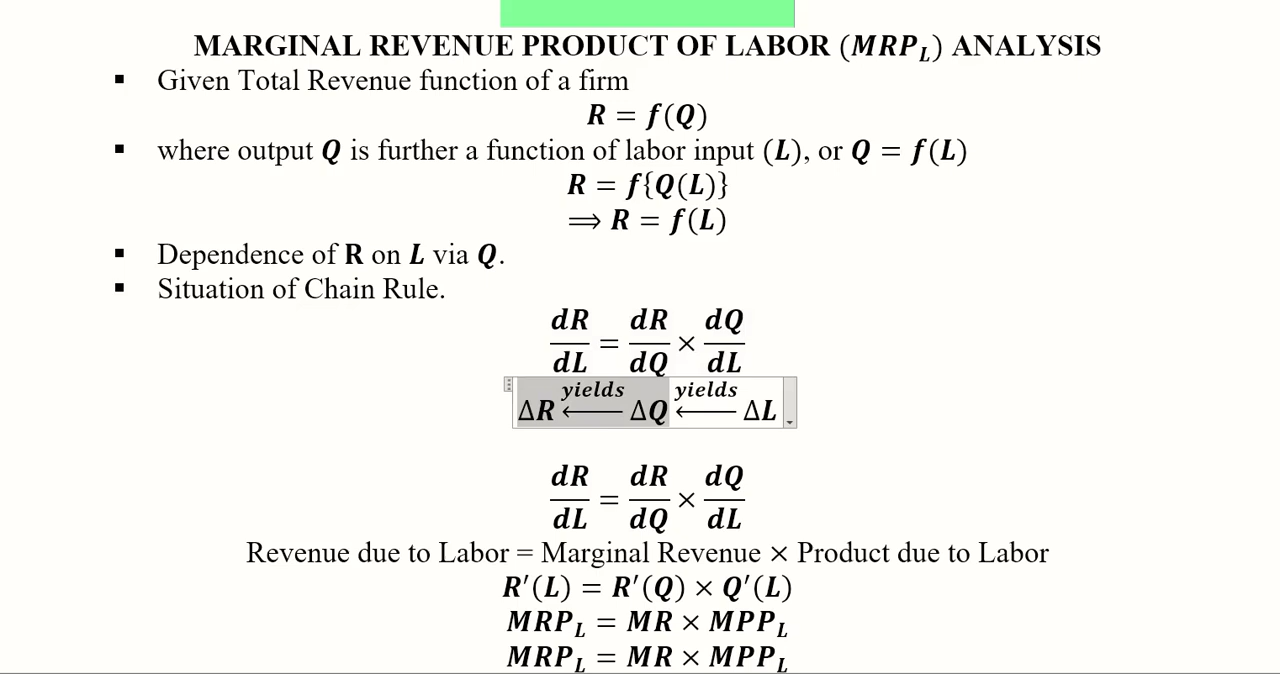 MARGINAL REVENUE PRODUCT OF LABOR (MRP_L) ANALYSIS
▪ Given Total Revenue function of a firm
R = f(Q)
▪ where output Q is further a function of labor input (L), or Q = f(L)
R = f{Q(L)}
⟹ R = f(L)
▪ Dependence of R on L via Q.
▪ Situation of Chain Rule.
dR/dL = dR/dQ × dQ/dL
ΔR ⟵yields ΔQ ⟵yields ΔL
dR/dL = dR/dQ × dQ/dL
Revenue due to Labor = Marginal Revenue × Product due to Labor
R′(L) = R′(Q) × Q′(L)
MRP_L = MR × MPP_L
MRP_L = MR × MPP_L